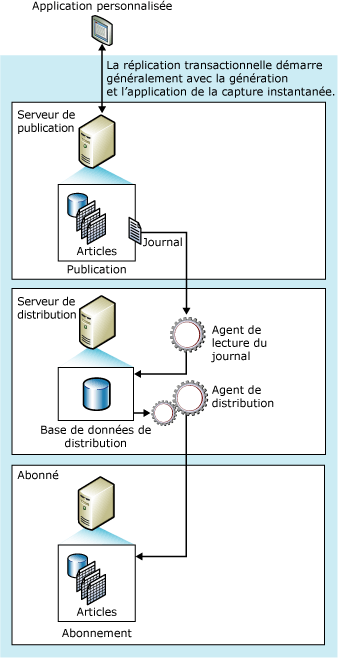 Application personnalisée
La réplication transactionnelle démarre
généralement avec la génération
et l'application de la capture instantanée.
Serveur de
publication
Articles
Journal
Publication
Serveur de
distribution
Agent de
lecture du
journal
Agent de
distribution
Base de données de
distribution
Abonné
Articles
Abonnement